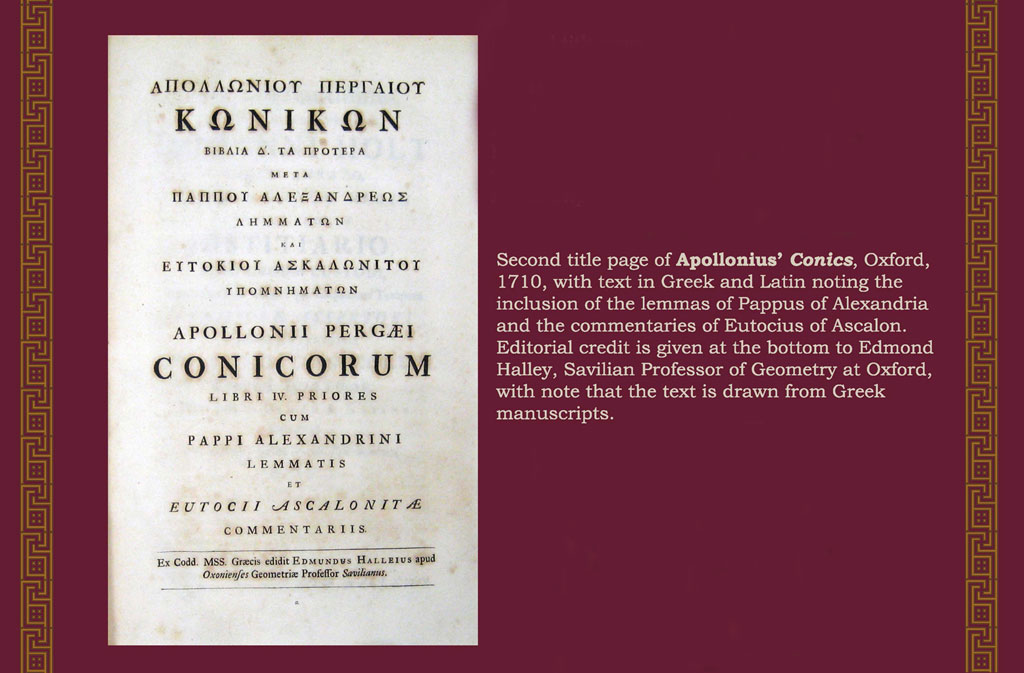 ΑΠΟΛΛΩΝΙΟΥ ΠΕΡΓΑΙΟΥ
ΚΩΝΙΚΩΝ
ΒΙΒΛΙΑ Δ'. ΤΑ ΠΡΟΤΕΡΑ
ΜΕΤΑ
ΠΑΠΠΟΥ ΑΛΕΞΑΝΔΡΕΩΣ
ΛΗΜΜΑΤΩΝ
ΚΑΙ
ΕΥΤΟΚΙΟΥ ΑΣΚΑΛΩΝΙΤΟΥ
ΥΠΟΜΝΗΜΑΤΩΝ
APOLLONII PERGÆI
CONICORUM
LIBRI IV. PRIORES
CUM
PAPPI ALEXANDRINI
LEMMATIS
ET
EUTOCII ASCALONITÆ
COMMENTARIIS.
Ex Codd. MSS. Græcis edidit EDMUNDUS HALLEIUS apud
Oxonienſes Geometriæ Profeſſor Savilianus.
a
Second title page of Apollonius’ Conics, Oxford,
1710, with text in Greek and Latin noting the
inclusion of the lemmas of Pappus of Alexandria
and the commentaries of Eutocius of Ascalon.
Editorial credit is given at the bottom to Edmond
Halley, Savilian Professor of Geometry at Oxford,
with note that the text is drawn from Greek
manuscripts.